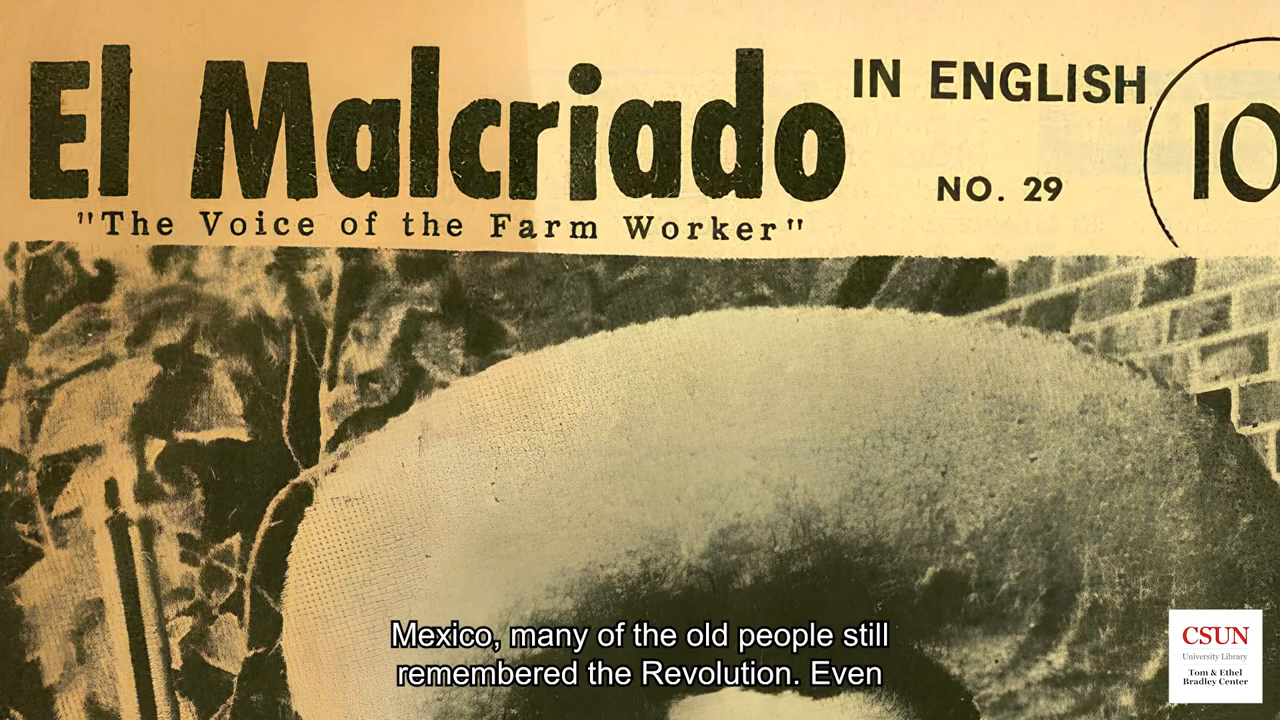 El Malcriado
IN ENGLISH
NO. 29
10
"The Voice of the Farm Worker"
Mexico, many of the old people still
remembered the Revolution. Even
CSUN
University Library
Tom & Ethel
Bradley Center